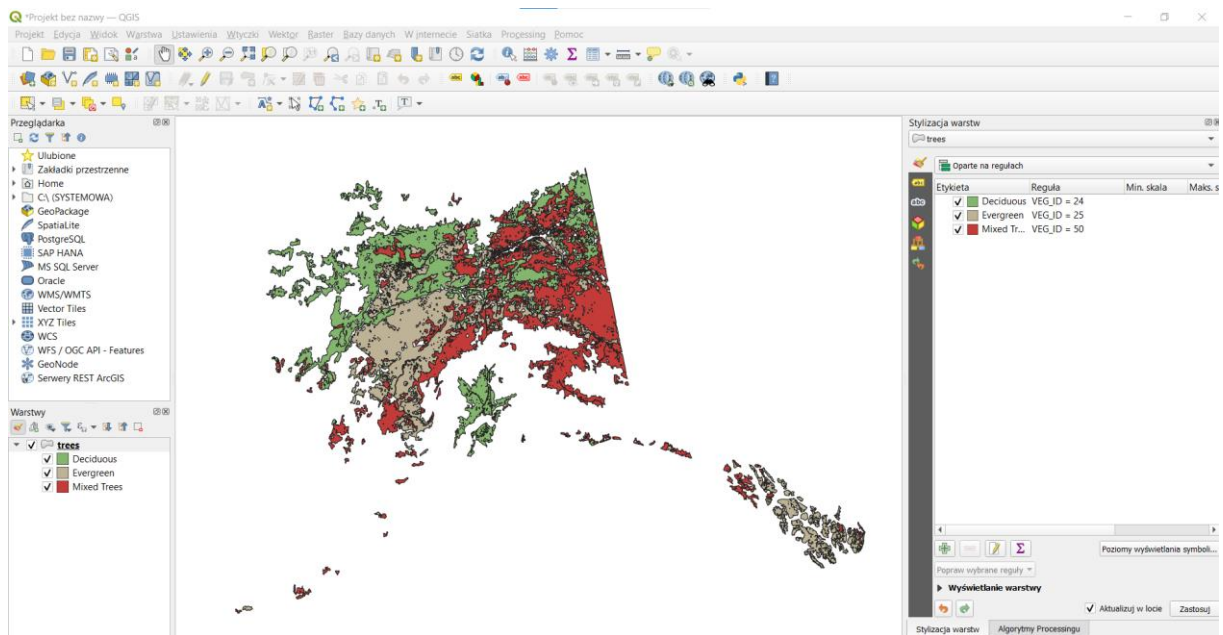 *Projekt bez nazwy — QGIS
Projekt Edycja Widok Warstwa Ustawienia Wtyczki Wektor Raster Bazy danych W internecie Siatka Processing Pomoc
Przeglądarka
Ulubione
Zakładki przestrzenne
Home
C:\ (SYSTEMOWA)
GeoPackage
SpatiaLite
PostgreSQL
SAP HANA
MS SQL Server
Oracle
WMS/WMTS
Vector Tiles
XYZ Tiles
WCS
WFS / OGC API - Features
GeoNode
Serwery REST ArcGIS
Warstwy
trees
Deciduous
Evergreen
Mixed Trees
Stylizacja warstw
trees
Oparte na regułach
Etykieta Reguła Min. skala Maks. s
Deciduous VEG_ID = 24
Evergreen VEG_ID = 25
Mixed Tr... VEG_ID = 50
Poziomy wyświetlania symboli...
Popraw wybrane reguły
Wyświetlanie warstwy
Aktualizuj w locie Zastosuj
Stylizacja warstw Algorytmy Processingu